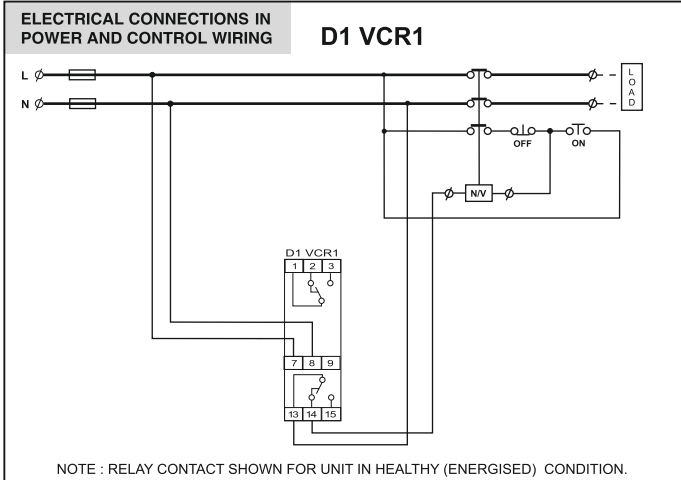 ELECTRICAL CONNECTIONS IN
POWER AND CONTROL WIRING
D1 VCR1
L
N
LOAD
OFF
ON
N/V
D1 VCR1
1 2 3
7 8 9
13 14 15
NOTE : RELAY CONTACT SHOWN FOR UNIT IN HEALTHY (ENERGISED) CONDITION.